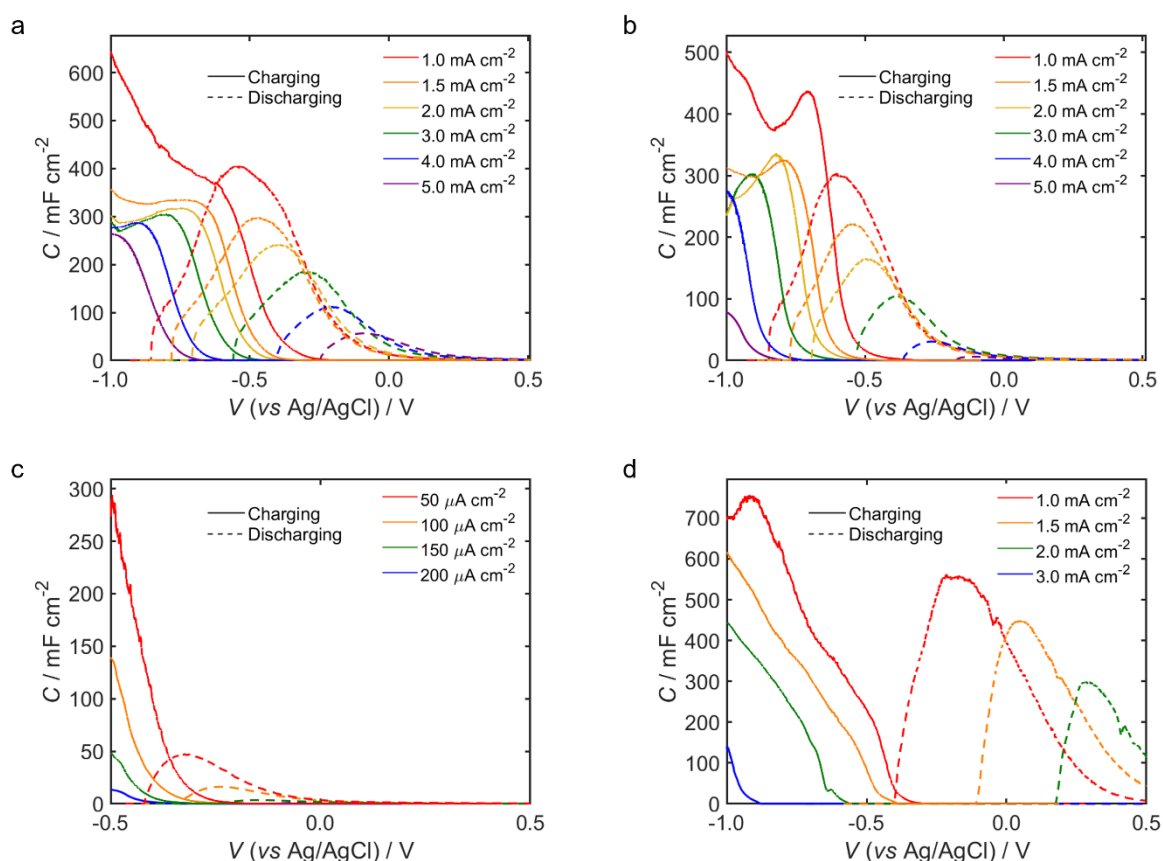 a
C / mF cm⁻²
600
500
400
300
200
100
0
-1.0
-0.5
0.0
0.5
V (vs Ag/AgCl) / V
Charging
Discharging
1.0 mA cm⁻²
1.5 mA cm⁻²
2.0 mA cm⁻²
3.0 mA cm⁻²
4.0 mA cm⁻²
5.0 mA cm⁻²
b
C / mF cm⁻²
500
400
300
200
100
0
-1.0
-0.5
0.0
0.5
V (vs Ag/AgCl) / V
Charging
Discharging
1.0 mA cm⁻²
1.5 mA cm⁻²
2.0 mA cm⁻²
3.0 mA cm⁻²
4.0 mA cm⁻²
5.0 mA cm⁻²
c
C / mF cm⁻²
300
250
200
150
100
50
0
-0.5
0.0
0.5
V (vs Ag/AgCl) / V
Charging
Discharging
50 μA cm⁻²
100 μA cm⁻²
150 μA cm⁻²
200 μA cm⁻²
d
C / mF cm⁻²
700
600
500
400
300
200
100
0
-1.0
-0.5
0.0
0.5
V (vs Ag/AgCl) / V
Charging
Discharging
1.0 mA cm⁻²
1.5 mA cm⁻²
2.0 mA cm⁻²
3.0 mA cm⁻²